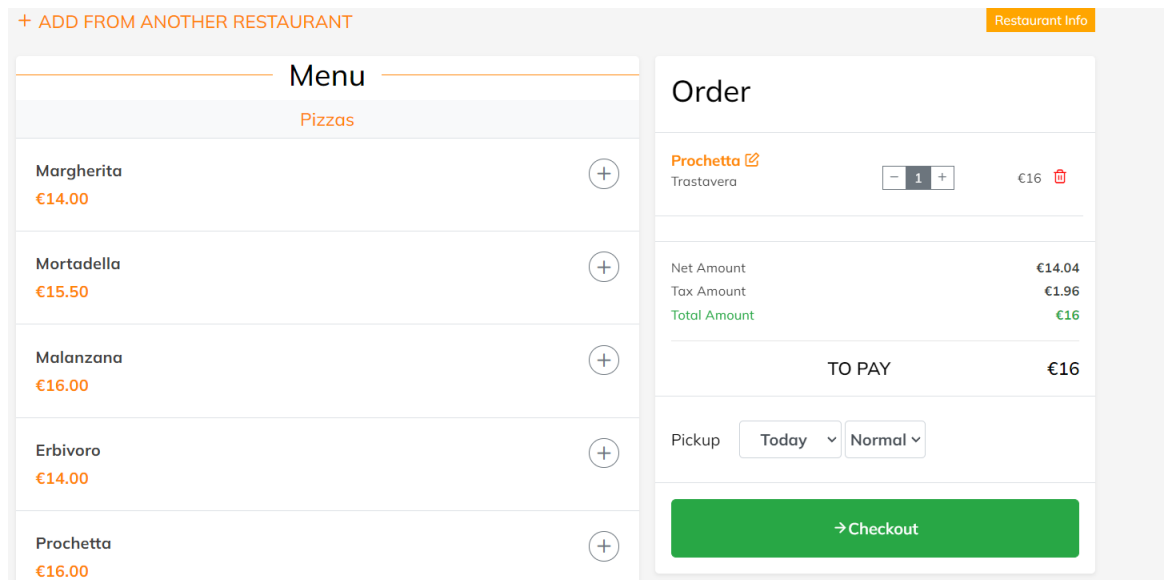 + ADD FROM ANOTHER RESTAURANT
Restaurant Info
Menu
Pizzas
Margherita
€14.00
Mortadella
€15.50
Malanzana
€16.00
Erbivoro
€14.00
Prochetta
€16.00
Order
Prochetta
Trastavera
− 1 + €16
Net Amount €14.04
Tax Amount €1.96
Total Amount €16
TO PAY €16
Pickup Today Normal
→Checkout